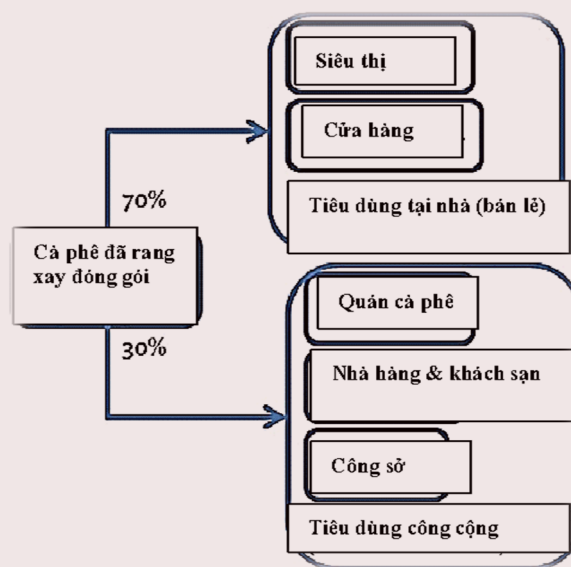 Siêu thị
Cửa hàng
70%
Tiêu dùng tại nhà (bán lẻ)
Cà phê đã rang
xay đóng gói
Quán cà phê
30%
Nhà hàng & khách sạn
Công sở
Tiêu dùng công cộng